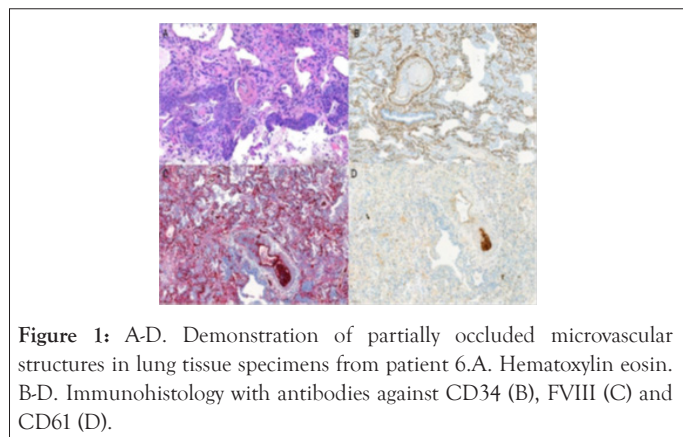 A
B
D
Figure 1: A-D. Demonstration of partially occluded microvascular
structures in lung tissue specimens from patient 6.A. Hematoxylin eosin.
B-D. Immunohistology with antibodies against CD34 (B), FVIII (C) and
CD61 (D).